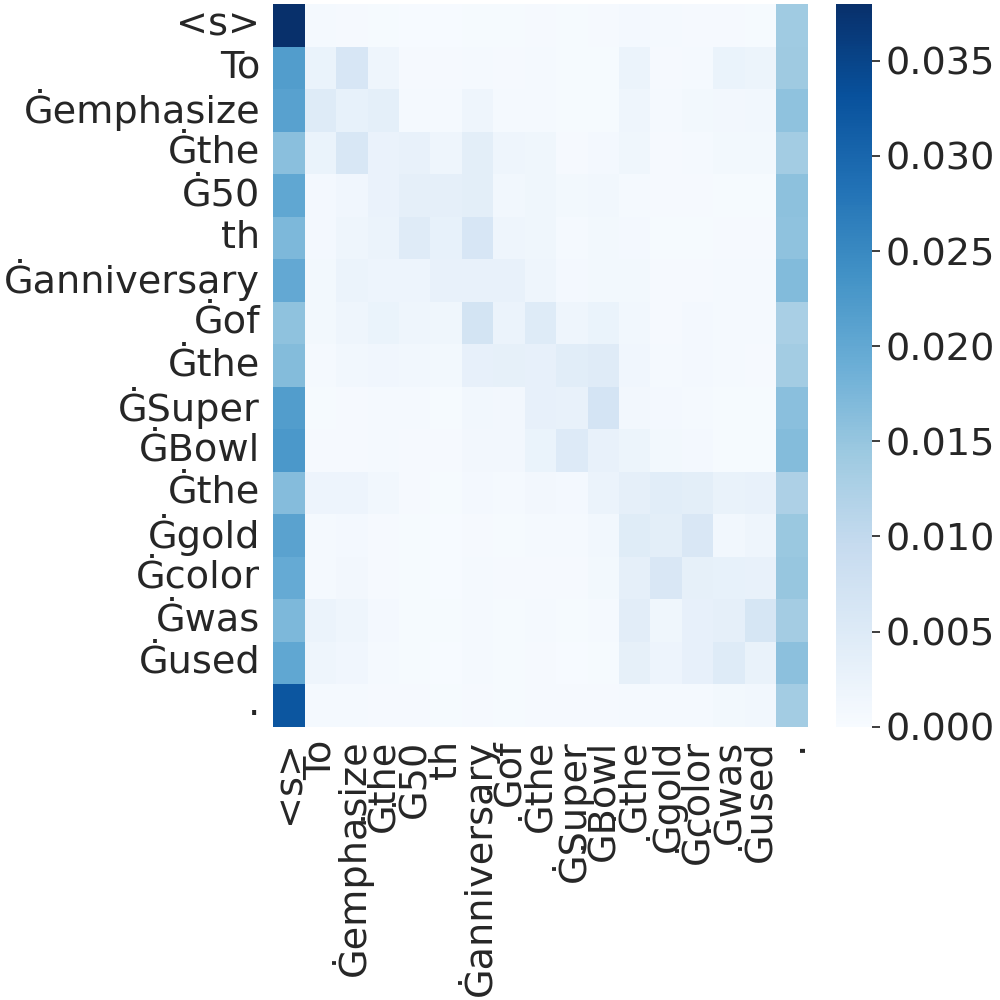 <s>
To
Ġemphasize
Ġthe
Ġ50
th
Ġanniversary
Ġof
Ġthe
ĠSuper
ĠBowl
Ġthe
Ġgold
Ġcolor
Ġwas
Ġused
.
<s>
To
Ġemphasize
Ġthe
Ġ50
th
Ġanniversary
Ġof
Ġthe
ĠSuper
ĠBowl
Ġthe
Ġgold
Ġcolor
Ġwas
Ġused
.
0.035
0.030
0.025
0.020
0.015
0.010
0.005
0.000